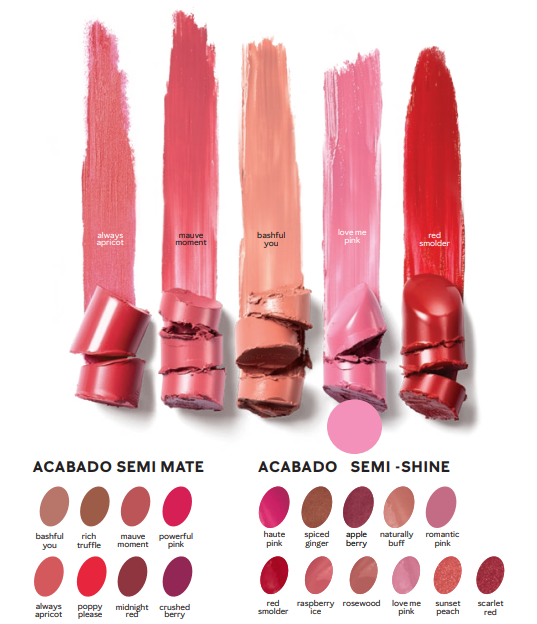 always
apricot
mauve
moment
bashful
you
love me
pink
red
smolder
ACABADO SEMI MATE
bashful
you
rich
truffle
mauve
moment
powerful
pink
always
apricot
poppy
please
midnight
red
crushed
berry
ACABADO SEMI -SHINE
haute
pink
spiced
ginger
apple
berry
naturally
buff
romantic
pink
red
smolder
raspberry
ice
rosewood
love me
pink
sunset
peach
scarlet
red